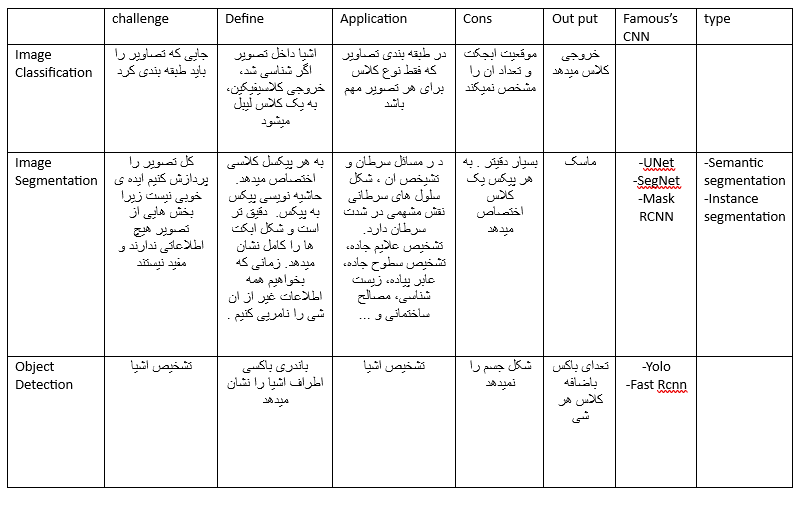 challenge
Define
Application
Cons
Out put
Famous's
CNN
type
Image
Classification
جایی که تصاویر را
باید طبقه بندی کرد
اشیا داخل تصویر
اگر شناسی شد،
خروجی کلاسیفیکین،
به یک کلاس لیبل
میشود
در طبقه بندی تصاویر
که فقط نوع کلاس
برای هر تصویر مهم
باشد
موقعیت ابجکت
و تعداد ان را
مشخص نمیکند
خروجی
کلاس میدهد
Image
Segmentation
کل تصویر را
پردازش کنیم ایده ی
خوبی نیست زیرا
بخش هایی از
تصویر هیچ
اطلاعاتی ندارند و
مفید نیستند
به هر پیکسل کلاسی
اختصاص میدهد.
حاشیه نویسی پیکس
به پیکس. دقیق تر
است و شکل ابکت
ها را کامل نشان
میدهد. زمانی که
بخواهیم همه
اطلاعات غیر از ان
شی را نامریی کنیم .
د ر مسائل سرطان و
تشیخص ان ، شکل
سلول های سرطانی
نقش مشهمی در شدت
سرطان دارد.
تشخیص علایم جاده،
تشخیص سطوح جاده،
عابر پیاده، زیست
شناسی، مصالح
ساختمانی و ...
بسیار دقیتر . به
هر پیکس یک
کلاس
اختصاص
میدهد
ماسک
-UNet
-SegNet
-Mask
RCNN
-Semantic
segmentation
-Instance
segmentation
Object
Detection
تشخیص اشیا
باندری باکسی
اطراف اشیا را نشان
میدهد
تشخیص اشیا
شکل جسم را
نمیدهد
تعدای باکس
باضافه
کلاس هر
شی
-Yolo
-Fast Rcnn